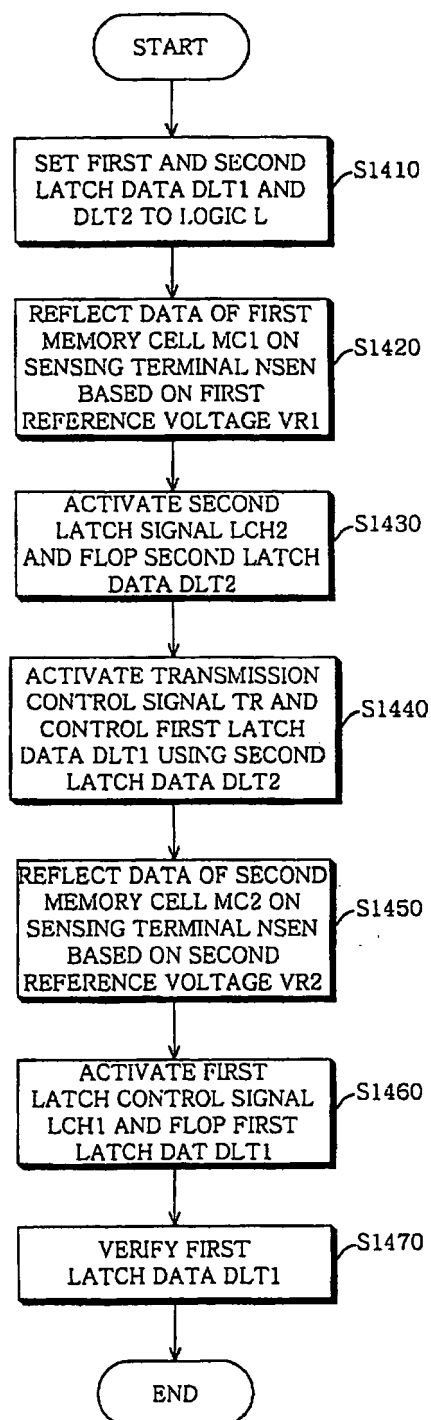 START
SET FIRST AND SECOND
LATCH DATA DLT1 AND
DLT2 TO LOGIC L
S1410
REFLECT DATA OF FIRST
MEMORY CELL MC1 ON
SENSING TERMINAL NSEN
BASED ON FIRST
REFERENCE VOLTAGE VR1
S1420
ACTIVATE SECOND
LATCH SIGNAL LCH2
AND FLOP SECOND LATCH
DATA DLT2
S1430
ACTIVATE TRANSMISSION
CONTROL SIGNAL TR AND
CONTROL FIRST LATCH
DATA DLT1 USING SECOND
LATCH DATA DLT2
S1440
REFLECT DATA OF SECOND
MEMORY CELL MC2 ON
SENSING TERMINAL NSEN
BASED ON SECOND
REFERENCE VOLTAGE VR2
S1450
ACTIVATE FIRST
LATCH CONTROL SIGNAL
LCH1 AND FLOP FIRST
LATCH DAT DLT1
S1460
VERIFY FIRST
LATCH DATA DLT1
S1470
END